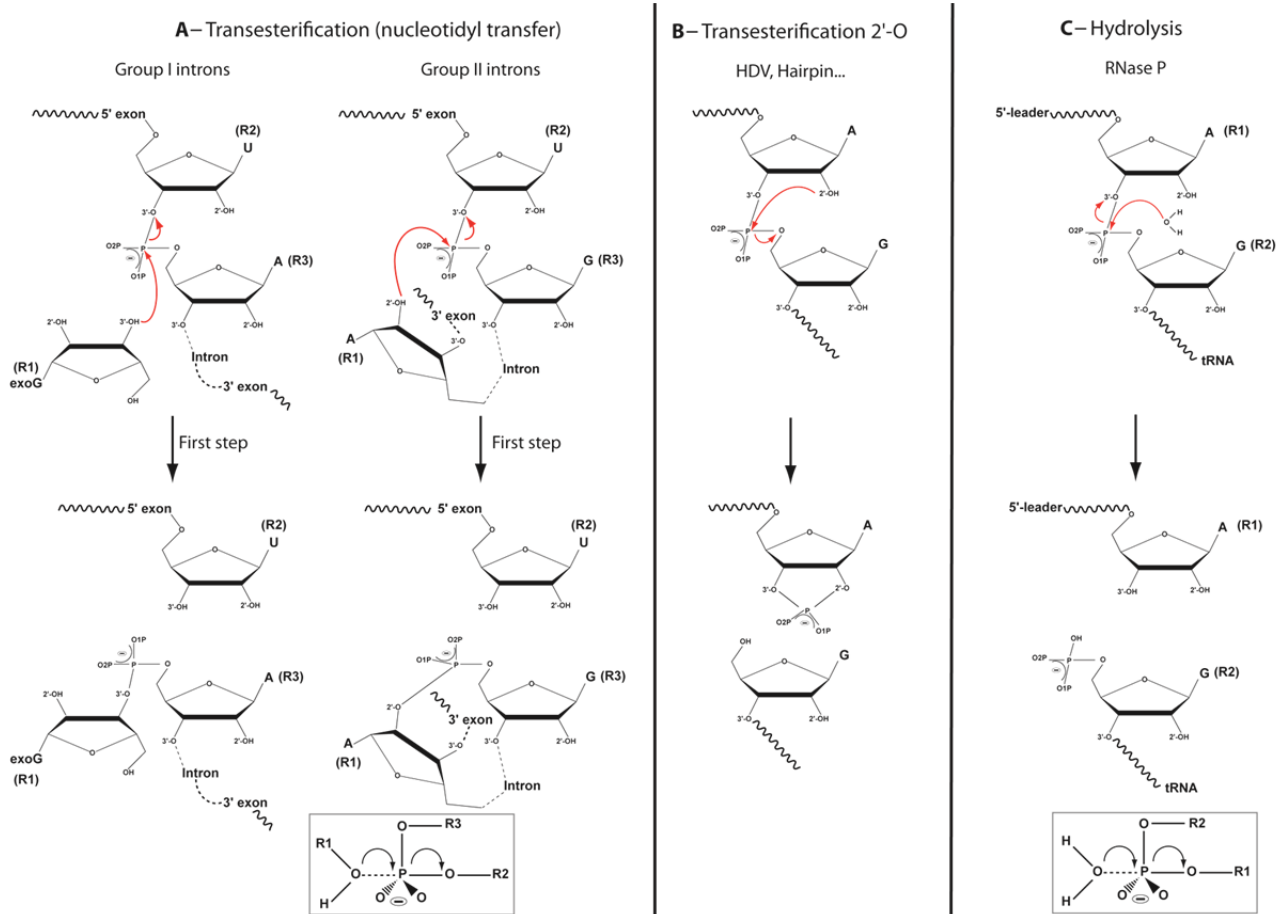 A– Transesterification (nucleotidyl transfer)
Group I introns
Group II introns
5' exon
O
(R2)
U
O
3'-O
2'-OH
O2P
P
O
O1P
A (R3)
O
2'-OH
3'-OH
3'-O
2'-OH
(R1)
exoG
O
OH
Intron
3' exon
First step
5' exon
O
(R2)
U
O
3'-O
2'-OH
O2P
P
O
O1P
G (R3)
O
2'-OH
3' exon
3'-O
3'-O
2'-OH
A
(R1)
O
Intron
First step
5' exon
O
(R2)
U
O
3'-OH
2'-OH
O1P
O2P
P
O
A (R3)
O
2'-OH
3'-O
3'-O
2'-OH
exoG
(R1)
O
OH
Intron
3' exon
5' exon
O
(R2)
U
O
3'-OH
2'-OH
O2P
O1P
P
O
G (R3)
O
2'-O
3' exon
3'-O
3'-O
2'-OH
A
(R1)
O
Intron
O—R3
R1
O
P
O
R2
H
O
O
B– Transesterification 2'-O
HDV, Hairpin...
O
A
O
3'-O
2'-OH
O2P
P
O
O1P
G
O
3'-O
2'-OH
O
A
O
3'-O
2'-O
P
O2P
O1P
OH
G
O
3'-O
2'-OH
C– Hydrolysis
RNase P
5'-leader
O
A (R1)
O
3'-O
2'-OH
H
O
H
O2P
P
O
O1P
G (R2)
O
3'-O
2'-OH
tRNA
5'-leader
O
A (R1)
O
3'-OH
2'-OH
OH
O2P
P
O
O1P
G (R2)
O
3'-O
2'-OH
tRNA
O—R2
H
O
P
O
R1
H
O
O